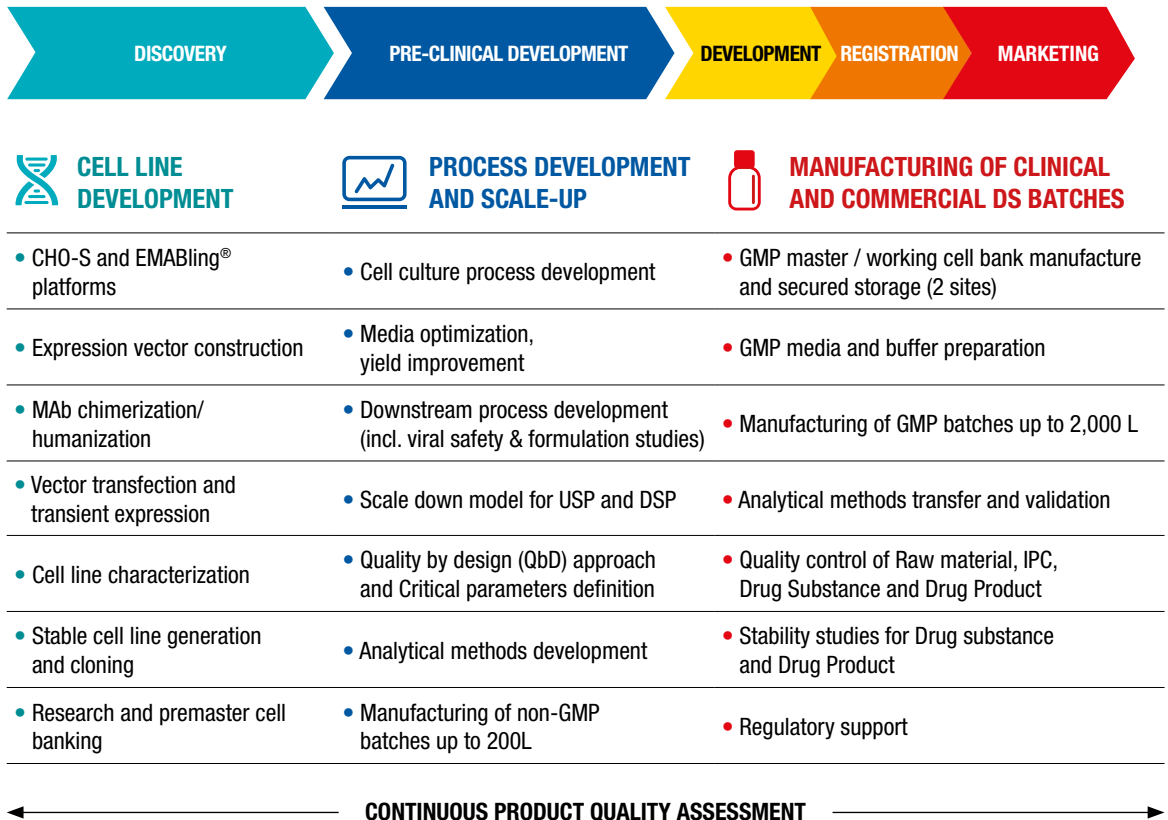 DISCOVERY
PRE-CLINICAL DEVELOPMENT
DEVELOPMENT
REGISTRATION
MARKETING
CELL LINE
DEVELOPMENT
PROCESS DEVELOPMENT
AND SCALE-UP
MANUFACTURING OF CLINICAL
AND COMMERCIAL DS BATCHES
• CHO-S and EMABling®
platforms
• Cell culture process development
• GMP master / working cell bank manufacture
and secured storage (2 sites)
• Expression vector construction
• Media optimization,
yield improvement
• GMP media and buffer preparation
• MAb chimerization/
humanization
• Downstream process development
(incl. viral safety & formulation studies)
• Manufacturing of GMP batches up to 2,000 L
• Vector transfection and
transient expression
• Scale down model for USP and DSP
• Analytical methods transfer and validation
• Cell line characterization
• Quality by design (QbD) approach
and Critical parameters definition
• Quality control of Raw material, IPC,
Drug Substance and Drug Product
• Stable cell line generation
and cloning
• Analytical methods development
• Stability studies for Drug substance
and Drug Product
• Research and premaster cell
banking
• Manufacturing of non-GMP
batches up to 200L
• Regulatory support
CONTINUOUS PRODUCT QUALITY ASSESSMENT